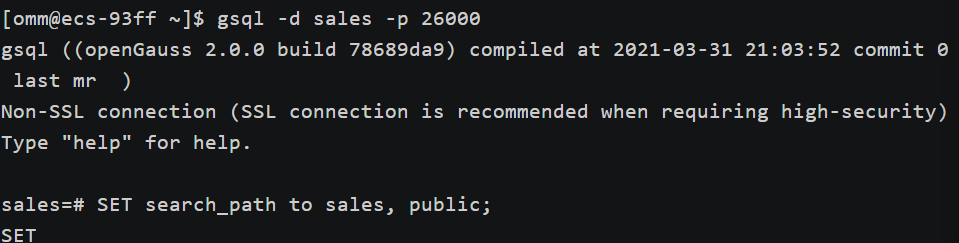 [omm@ecs-93ff ~]$ gsql -d sales -p 26000
gsql ((openGauss 2.0.0 build 78689da9) compiled at 2021-03-31 21:03:52 commit 0
 last mr  )
Non-SSL connection (SSL connection is recommended when requiring high-security)
Type "help" for help.

sales=# SET search_path to sales, public;
SET